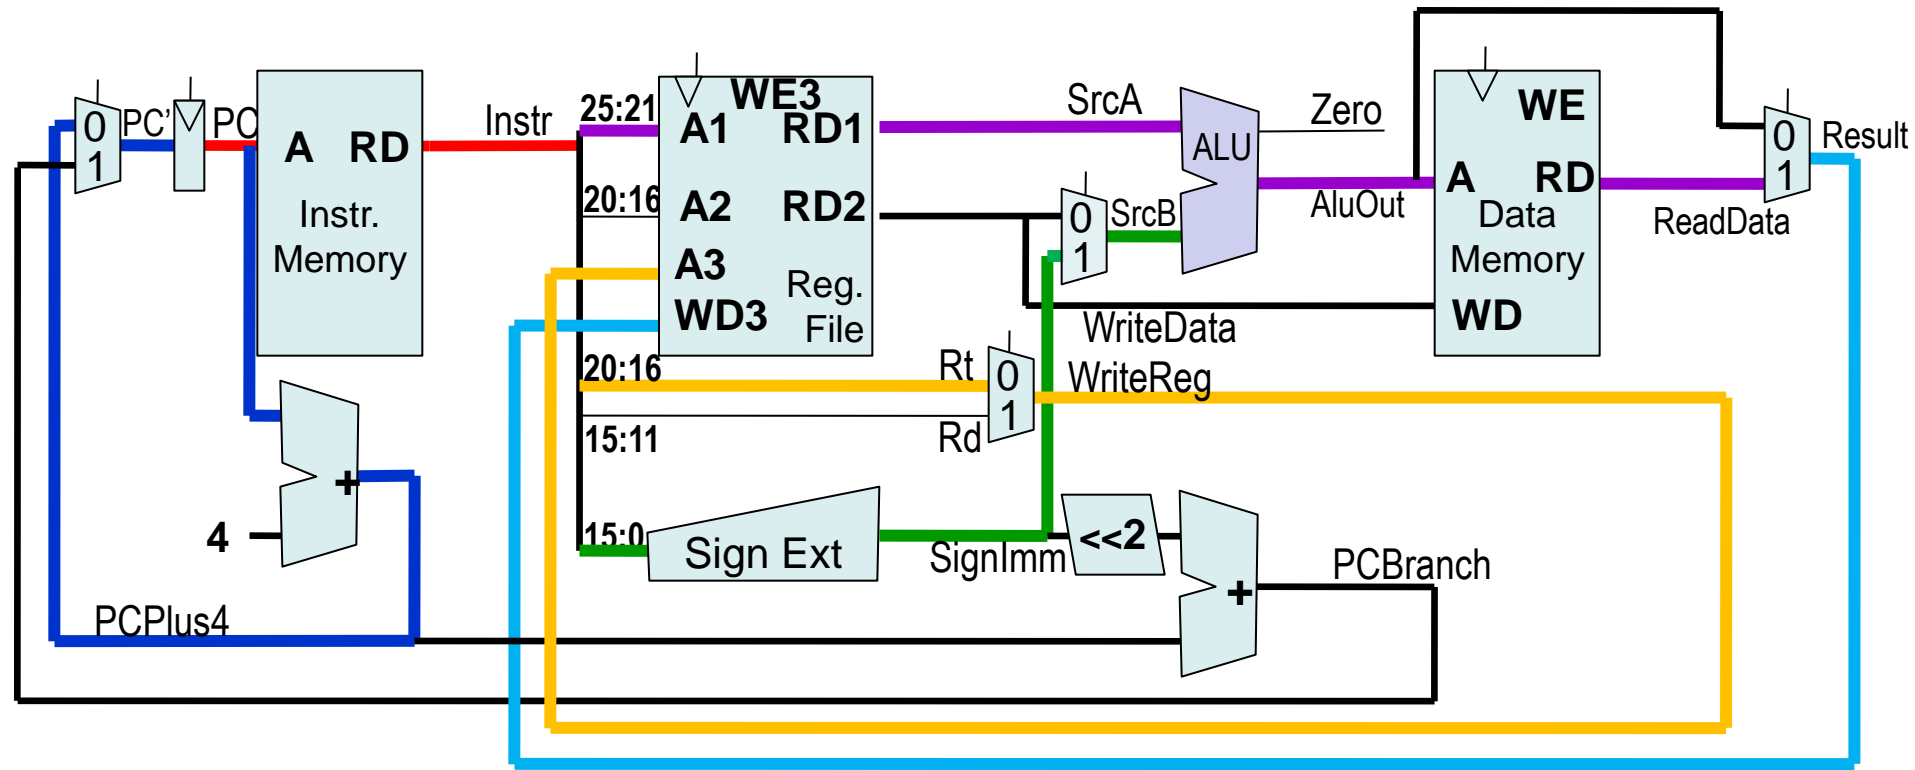 0
1
PC'
PC
A RD
Instr.
Memory
Instr
25:21
20:16
20:16
15:11
15:0
WE3
A1 RD1
A2 RD2
A3
WD3
Reg.
File
Rt
Rd
0
1
Sign Ext
SignImm
<<2
0
1
SrcA
SrcB
ALU
Zero
AluOut
WriteData
WriteReg
WE
A RD
Data
Memory
WD
ReadData
0
1
Result
+
4
PCPlus4
+
PCBranch